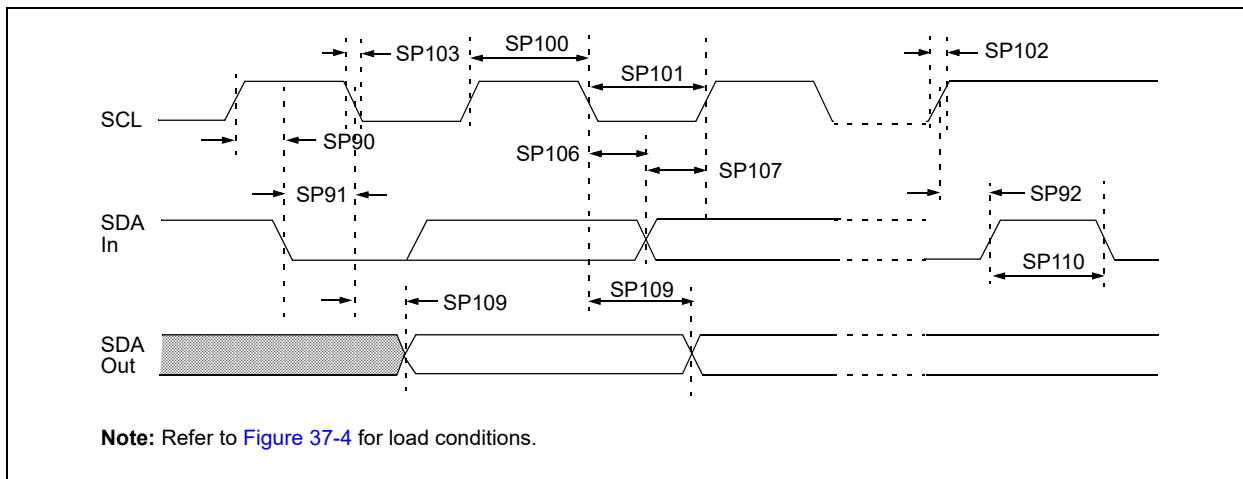 SP103
SP100
SP101
SP102
SCL
SP90
SP106
SP107
SP91
SP92
SDA
In
SP110
SP109
SP109
SDA
Out
Note: Refer to Figure 37-4 for load conditions.